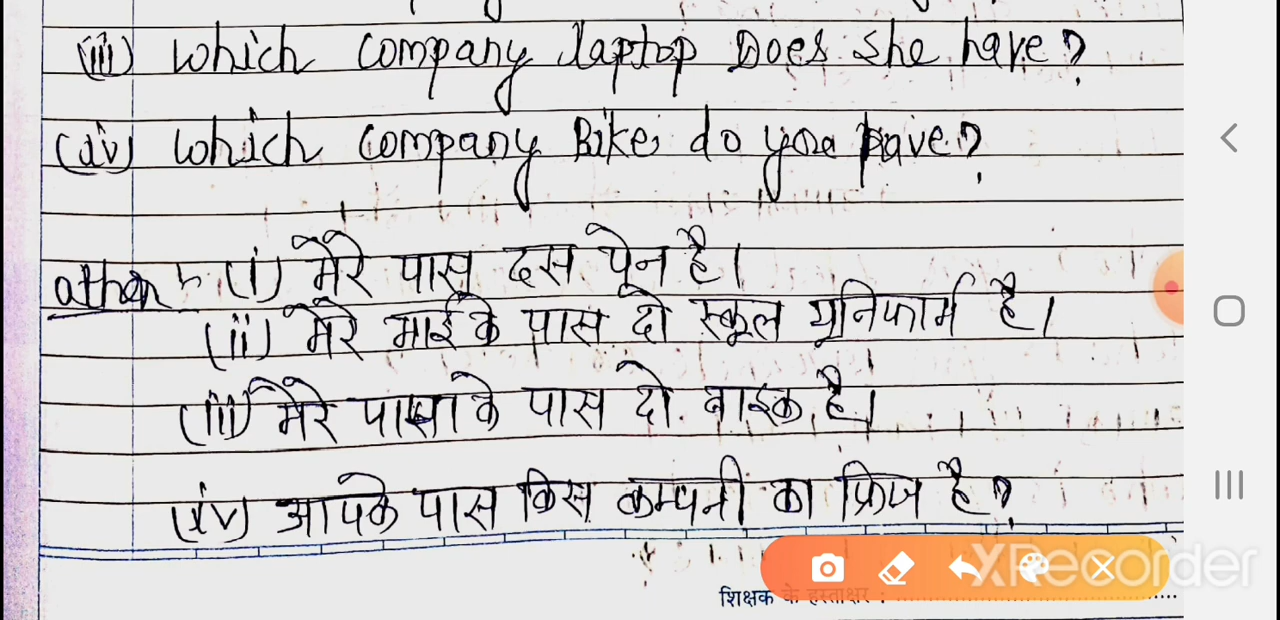 (iii) which company laptop Does she have?
(iv) which company Bike do you have?
other (i) मेरे पास दस पेन है।
(ii) मेरे भाई के पास दो स्कूल यूनिफार्म है।
(iii) मेरे पापा के पास दो बाइक है।
(iv) आपके पास किस कम्पनी का फ्रिज है?
XRecorder
शिक्षक के हस्ताक्षर :